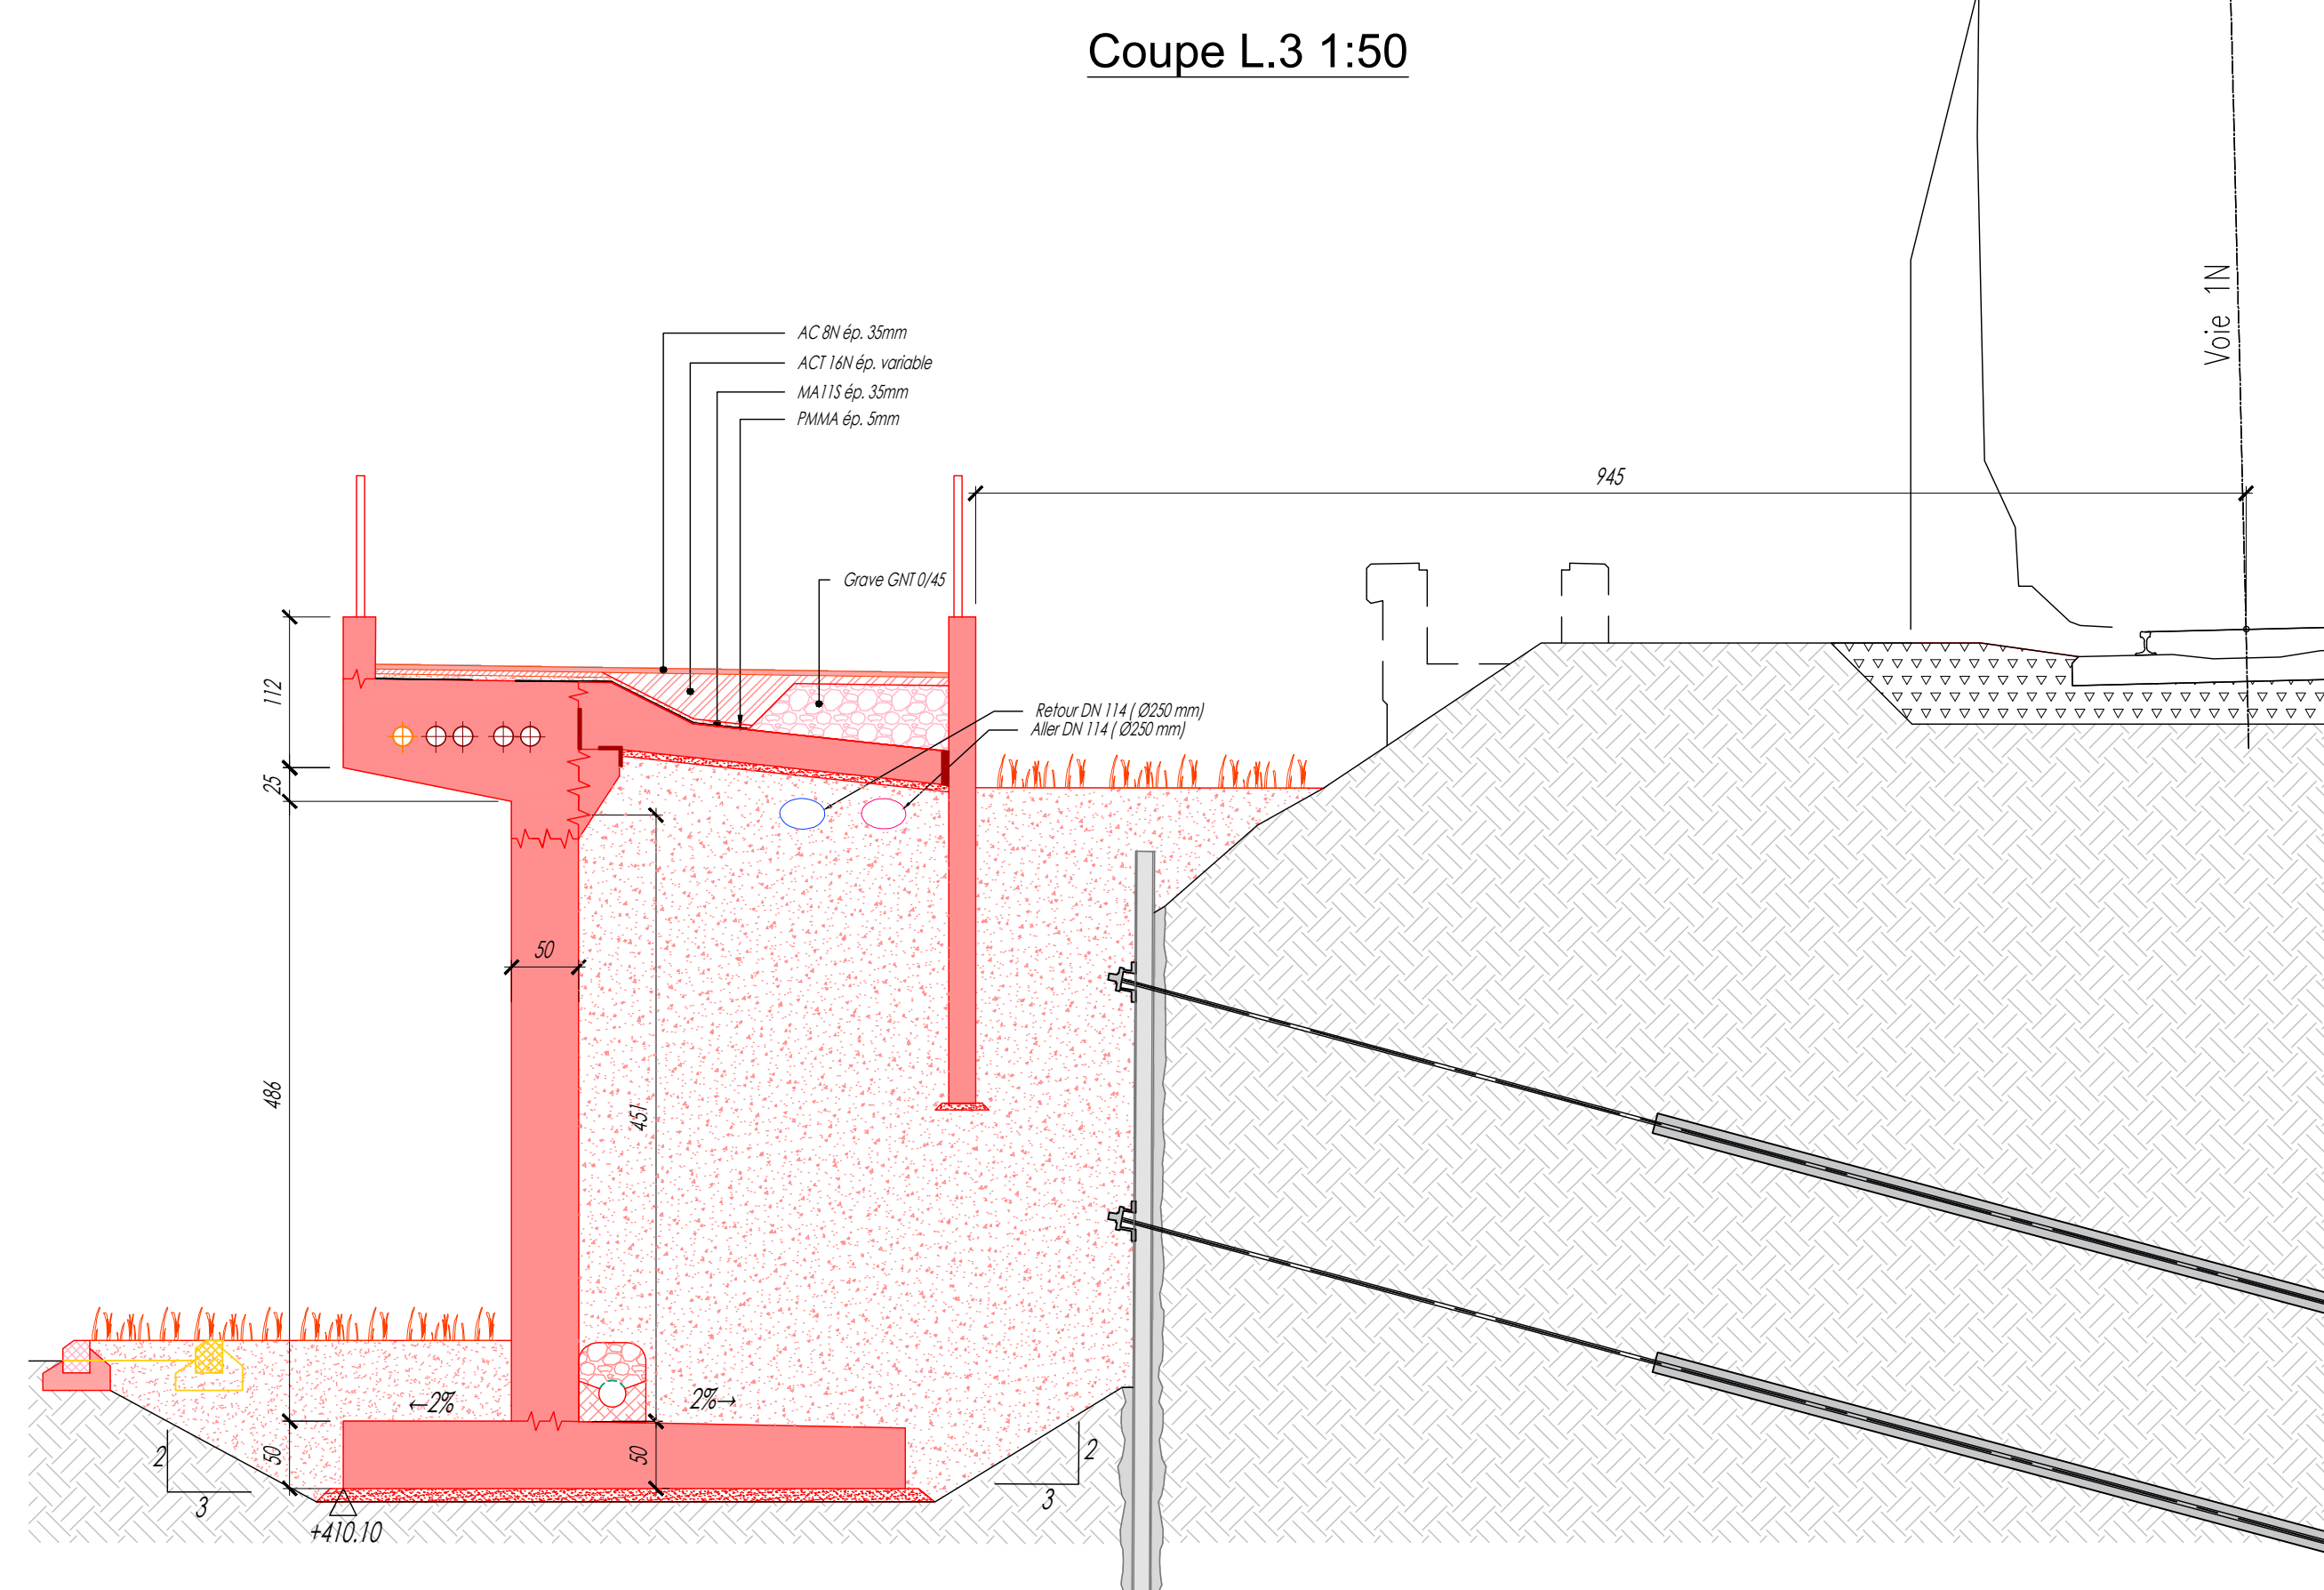 Coupe L.3 1:50
Voie 1N
AC 8N ép. 35mm
ACT 16N ép. variable
MA11S ép. 35mm
PMMA ép. 5mm
945
Grave GNT 0/45
112
Retour DN 114 ( Ø250 mm)
Aller DN 114 ( Ø250 mm)
25
50
486
451
←2%
2%→
2
50
50
2
3
3
+410.10